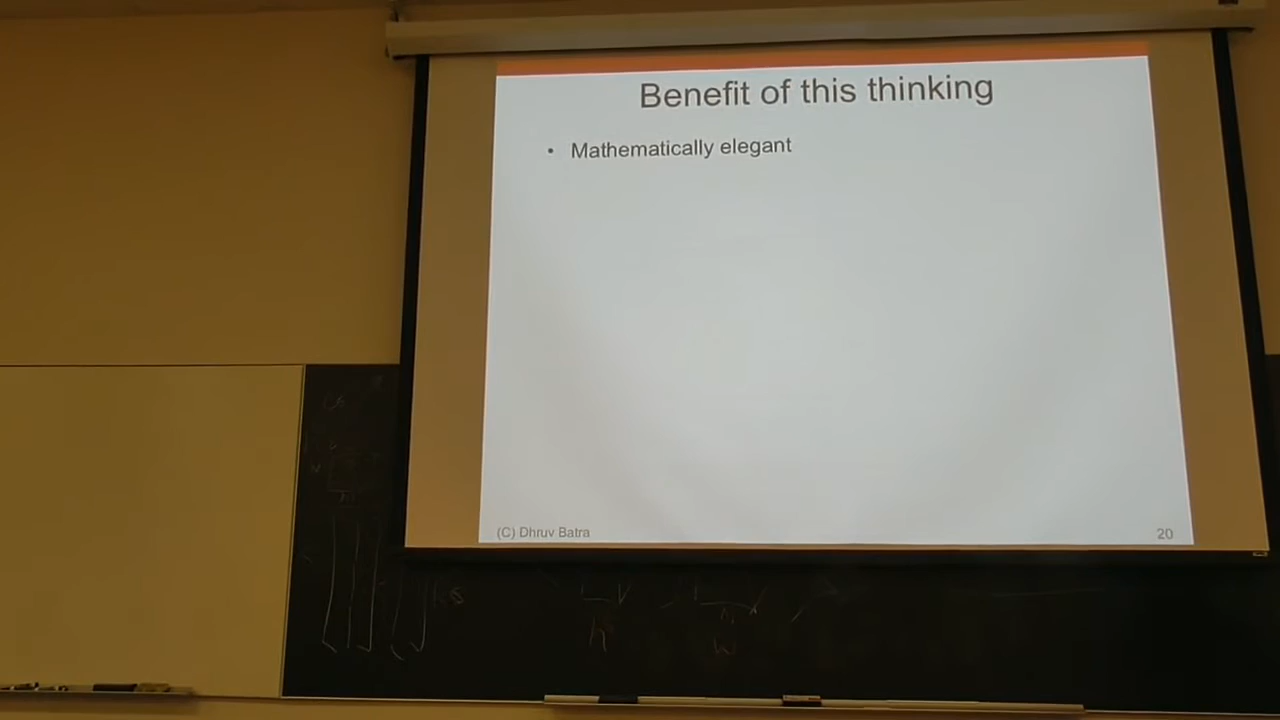 Benefit of this thinking
• Mathematically elegant
(C) Dhruv Batra
20